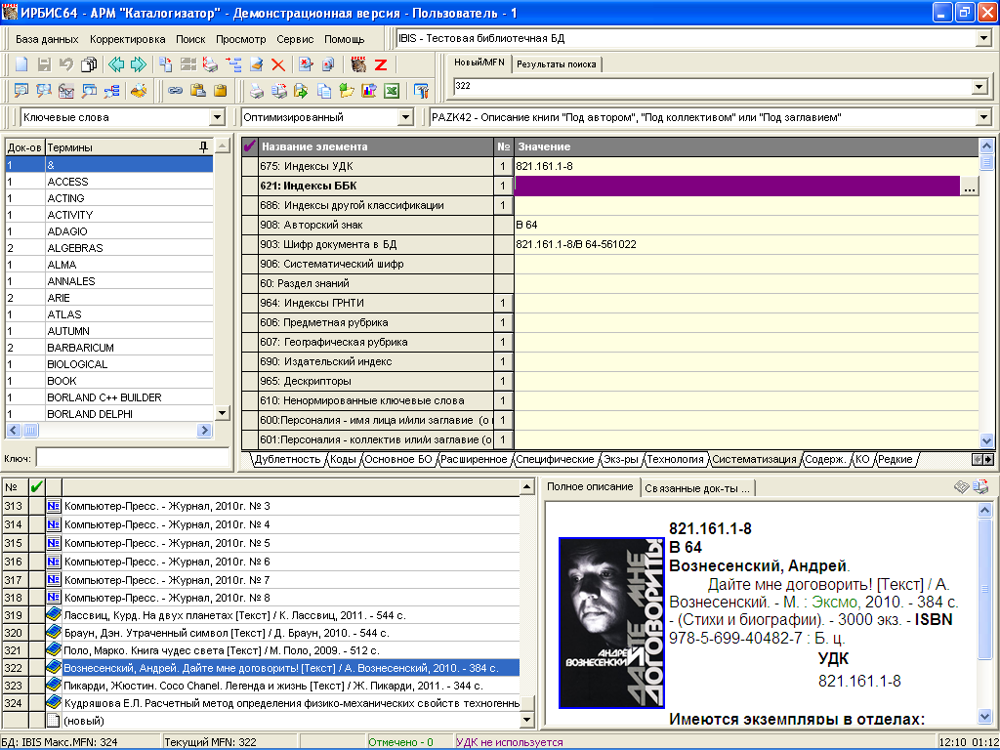 ИРБИС64 - АРМ "Каталогизатор" - Демонстрационная версия - Пользователь - 1
База данных Корректировка Поиск Просмотр Сервис Помощь
IBIS - Тестовая библиотечная БД
Новый/MFN Результаты поиска
322
Ключевые слова
Оптимизированный
PAZK42 - Описание книги "Под автором", "Под коллективом" или "Под заглавием"
Док-ов Термины
1 &
1 ACCESS
1 ACTING
1 ACTIVITY
1 ADAGIO
2 ALGEBRAS
1 ALMA
1 ANNALES
2 ARIE
1 ATLAS
1 AUTUMN
2 BARBARICUM
1 BIOLOGICAL
1 BOOK
1 BORLAND C++ BUILDER
1 BORLAND DELPHI
Ключ:
Название элемента № Значение
675: Индексы УДК 1 821.161.1-8
621: Индексы ББК 1 ...
686: Индексы другой классификации 1
908: Авторский знак В 64
903: Шифр документа в БД 821.161.1-8/В 64-561022
906: Систематический шифр
60: Раздел знаний
964: Индексы ГРНТИ 1
606: Предметная рубрика 1
607: Географическая рубрика 1
690: Издательский индекс 1
965: Дескрипторы 1
610: Ненормированные ключевые слова 1
600:Персоналия - имя лица и/или заглавие (о 1
601:Персоналия - коллектив или/и заглавие (о 1
Дублетность Коды Основное БО Расширенное Специфические Экз-ры Технология Систематизация Содерж. КО Редкие
№
313 № Компьютер-Пресс. - Журнал, 2010г. № 3
314 № Компьютер-Пресс. - Журнал, 2010г. № 4
315 № Компьютер-Пресс. - Журнал, 2010г. № 5
316 № Компьютер-Пресс. - Журнал, 2010г. № 6
317 № Компьютер-Пресс. - Журнал, 2010г. № 7
318 № Компьютер-Пресс. - Журнал, 2010г. № 8
319 Лассвиц, Курд. На двух планетах [Текст] / К. Лассвиц, 2011. - 544 с.
320 Браун, Дэн. Утраченный символ [Текст] / Д. Браун, 2010. - 544 с.
321 Поло, Марко. Книга чудес света [Текст] / М. Поло, 2009. - 512 с.
322 Вознесенский, Андрей. Дайте мне договорить! [Текст] / А. Вознесенский, 2010. - 384 с.
323 Пикарди, Жюстин. Coco Chanel. Легенда и жизнь [Текст] / Ж. Пикарди, 2011. - 344 с.
324 Кудряшова Е.Л. Расчетный метод определения физико-механических свойств техногеннь
(новый)
Полное описание Связанные док-ты ...
ДАЙТЕ МНЕ
ДОГОВОРИТЬ!
АНДРЕЙ
ВОЗНЕСЕНСКИЙ
821.161.1-8
В 64
Вознесенский, Андрей.
Дайте мне договорить! [Текст] / А.
Вознесенский. - М. : Эксмо, 2010. - 384 с.
- (Стихи и биографии). - 3000 экз. - ISBN
978-5-699-40482-7 : Б. ц.
УДК
821.161.1-8
Имеются экземпляры в отделах:
БД: IBIS Макс.MFN: 324 Текущий MFN: 322 Отмечено - 0 УДК не используется 12:10 01:12